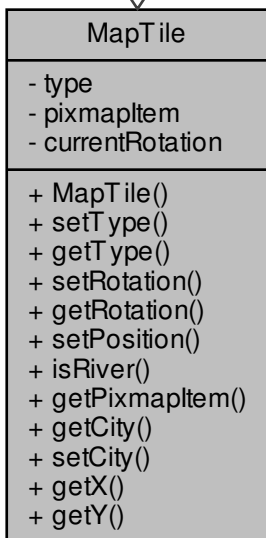 MapTile
- type
- pixmapItem
- currentRotation
+ MapTile()
+ setType()
+ getType()
+ setRotation()
+ getRotation()
+ setPosition()
+ isRiver()
+ getPixmapItem()
+ getCity()
+ setCity()
+ getX()
+ getY()